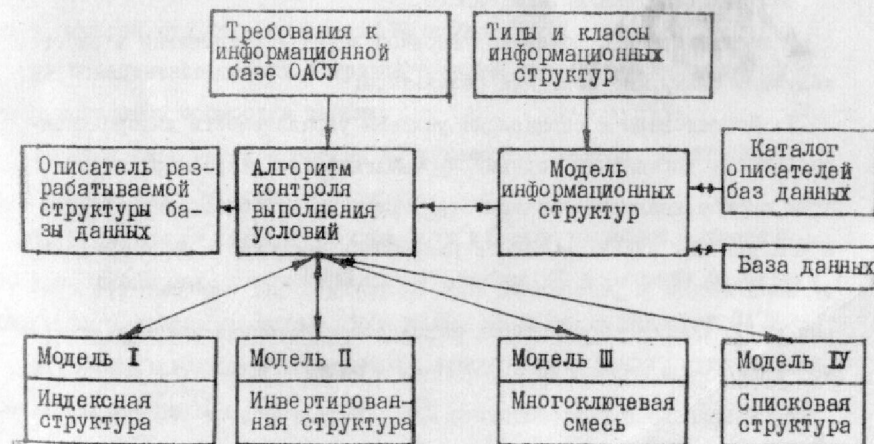 Требования к
информационной
базе ОАСУ
Типы и классы
информационных
структур
Описатель раз-
рабатываемой
структуры ба-
зы данных
Алгоритм
контроля
выполнения
условий
Модель
информационных
структур
Каталог
описателей
баз данных
База данных
Модель I
Индексная
структура
Модель II
Инвертирован-
ная структура
Модель III
Многоключевая
смесь
Модель IУ
Списковая
структура